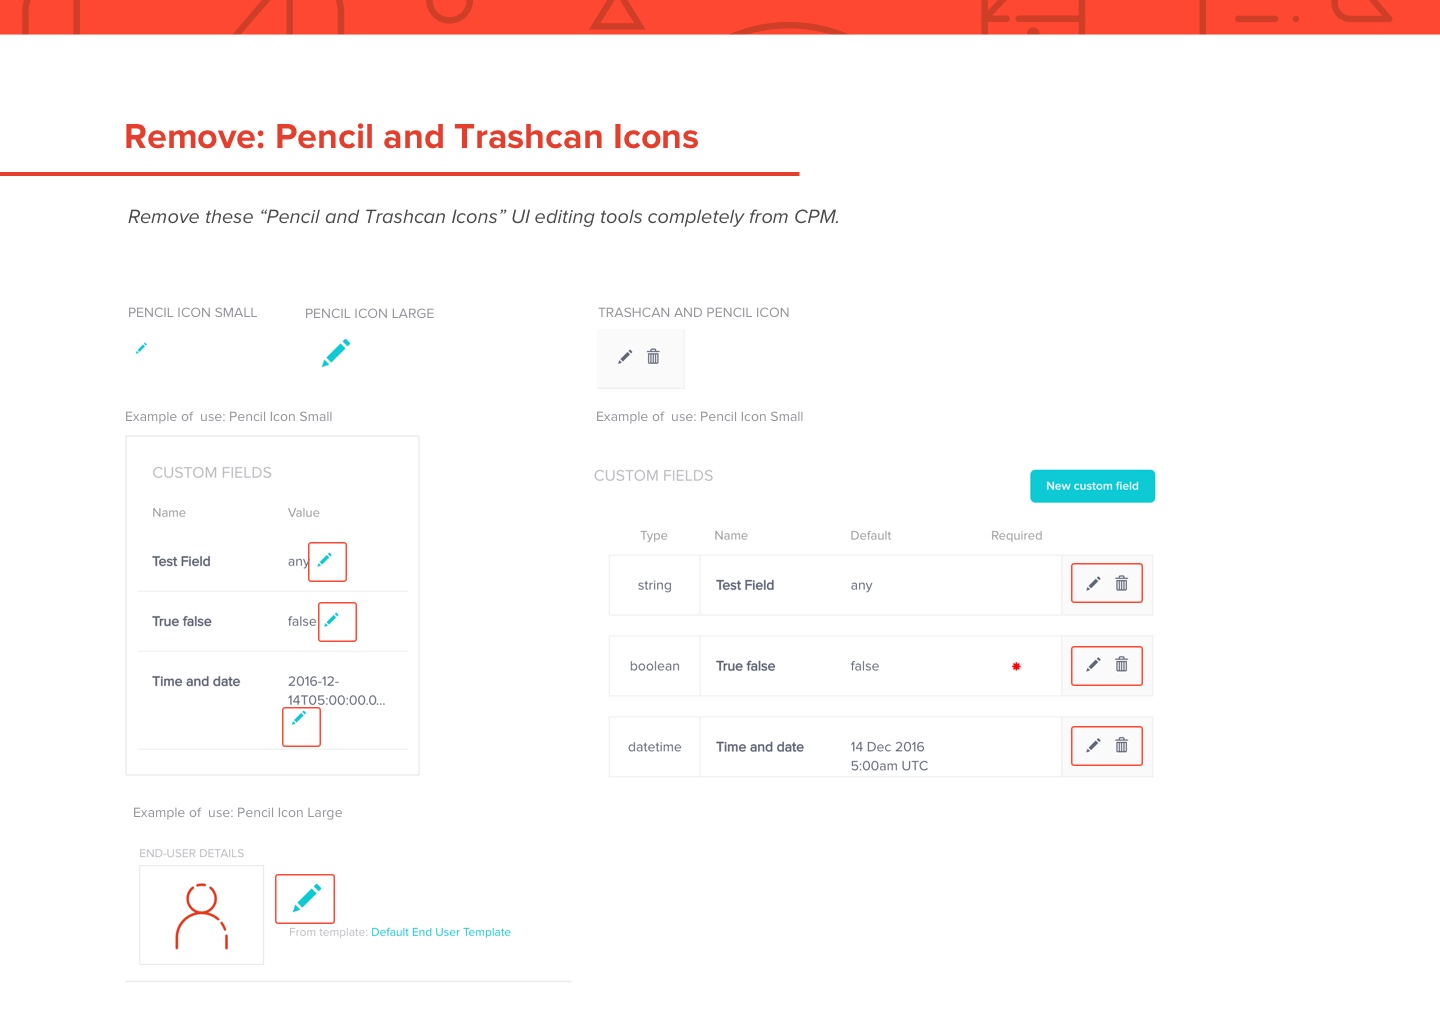 Remove: Pencil and Trashcan Icons
Remove these “Pencil and Trashcan Icons” UI editing tools completely from CPM.
PENCIL ICON SMALL
PENCIL ICON LARGE
Example of  use: Pencil Icon Small
CUSTOM FIELDS
Name Value
Test Field any
True false false
Time and date 2016-12-
14T05:00:00.0...
Example of  use: Pencil Icon Large
END-USER DETAILS
From template: Default End User Template
TRASHCAN AND PENCIL ICON
Example of  use: Pencil Icon Small
CUSTOM FIELDS
New custom field
Type Name Default Required
string Test Field any
boolean True false false
datetime Time and date 14 Dec 2016
5:00am UTC